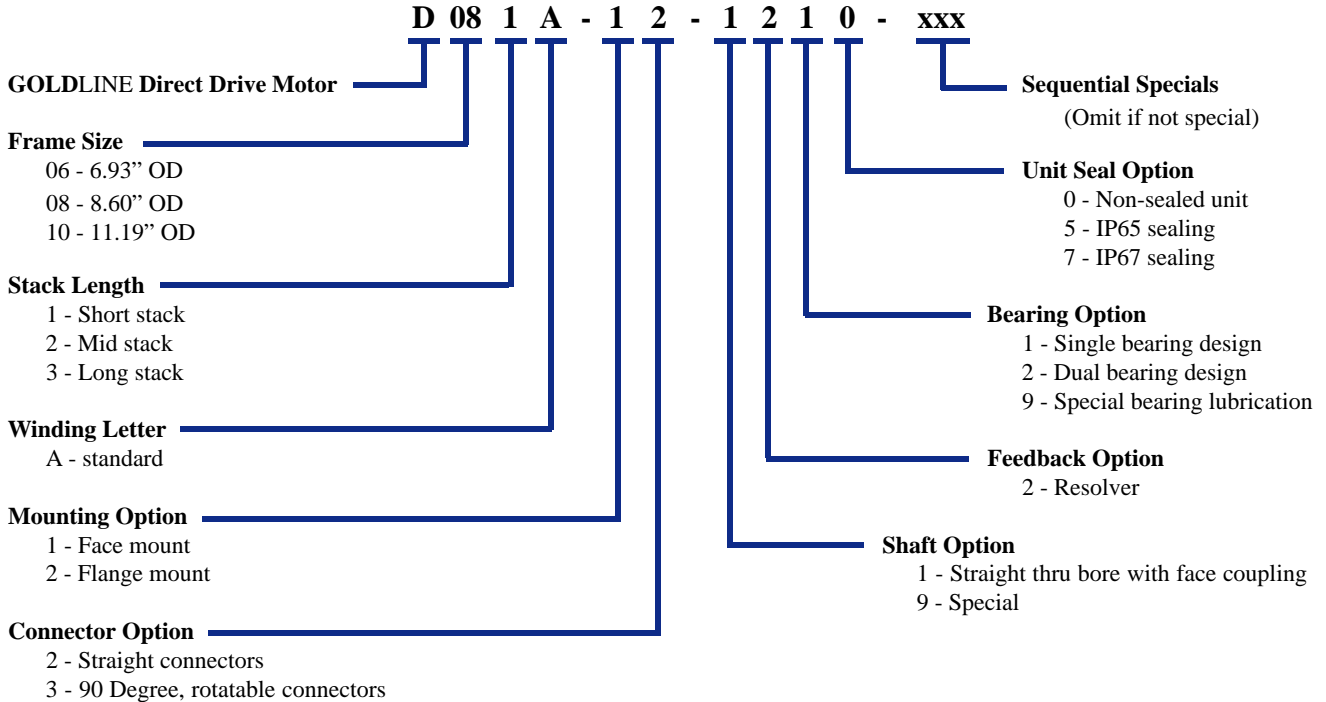 D 08 1 A - 1 2 - 1 2 1 0 - xxx
GOLDLINE Direct Drive Motor
Frame Size
06 - 6.93” OD
08 - 8.60” OD
10 - 11.19” OD
Stack Length
1 - Short stack
2 - Mid stack
3 - Long stack
Winding Letter
A - standard
Mounting Option
1 - Face mount
2 - Flange mount
Connector Option
2 - Straight connectors
3 - 90 Degree, rotatable connectors
Sequential Specials
(Omit if not special)
Unit Seal Option
0 - Non-sealed unit
5 - IP65 sealing
7 - IP67 sealing
Bearing Option
1 - Single bearing design
2 - Dual bearing design
9 - Special bearing lubrication
Feedback Option
2 - Resolver
Shaft Option
1 - Straight thru bore with face coupling
9 - Special